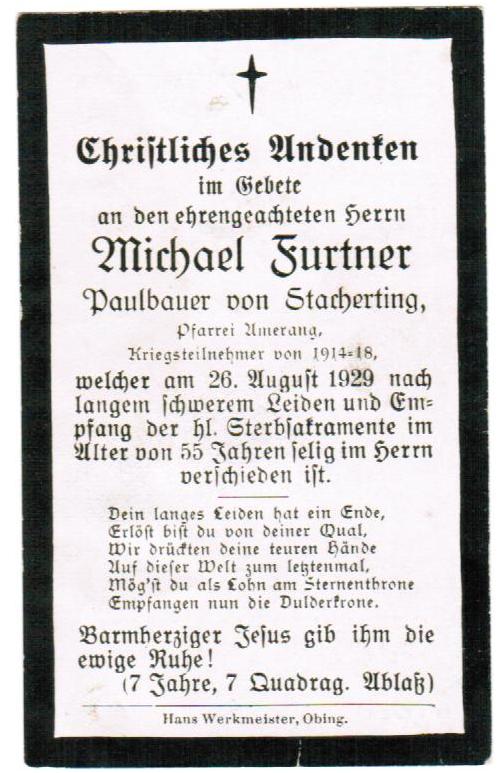 Christliches Andenken
im Gebete
an den ehrengeachteten Herrn
Michael Furtner
Paulbauer von Stacherting,
Pfarrei Amerang,
Kriegsteilnehmer von 1914-18,
welcher am 26. August 1929 nach
langem schwerem Leiden und Em-
pfang der hl. Sterbsakramente im
Alter von 55 Jahren selig im Herrn
verschieden ist.
Dein langes Leiden hat ein Ende,
Erlöst bist du von deiner Qual,
Wir drückten deine teuren Hände
Auf dieser Welt zum letztenmal,
Mög'st du als Lohn am Sternenthrone
Empfangen nun die Dulderkrone.
Barmherziger Jesus gib ihm die
ewige Ruhe!
(7 Jahre, 7 Quadrag. Ablaß)
Hans Werkmeister, Obing.